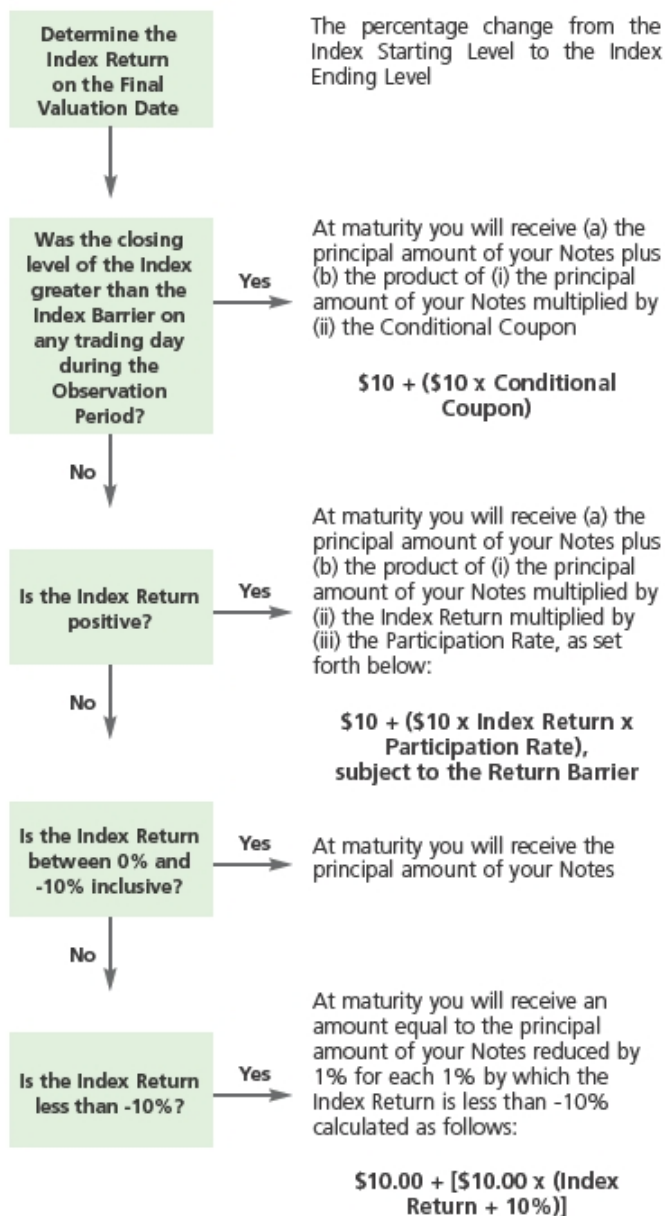 Determine the
Index Return
on the Final
Valuation Date
The percentage change from the
Index Starting Level to the Index
Ending Level
Was the closing
level of the Index
greater than the
Index Barrier on
any trading day
during the
Observation
Period?
Yes
At maturity you will receive (a) the
principal amount of your Notes plus
(b) the product of (i) the principal
amount of your Notes multiplied by
(ii) the Conditional Coupon
$10 + ($10 x Conditional
Coupon)
No
Is the Index Return
positive?
Yes
At maturity you will receive (a) the
principal amount of your Notes plus
(b) the product of (i) the principal
amount of your Notes multiplied by
(ii) the Index Return multiplied by
(iii) the Participation Rate, as set
forth below:
$10 + ($10 x Index Return x
Participation Rate),
subject to the Return Barrier
No
Is the Index Return
between 0% and
-10% inclusive?
Yes
At maturity you will receive the
principal amount of your Notes
No
Is the Index Return
less than -10%?
Yes
At maturity you will receive an
amount equal to the principal
amount of your Notes reduced by
1% for each 1% by which the
Index Return is less than -10%
calculated as follows:
$10.00 + [$10.00 x (Index
Return + 10%)]